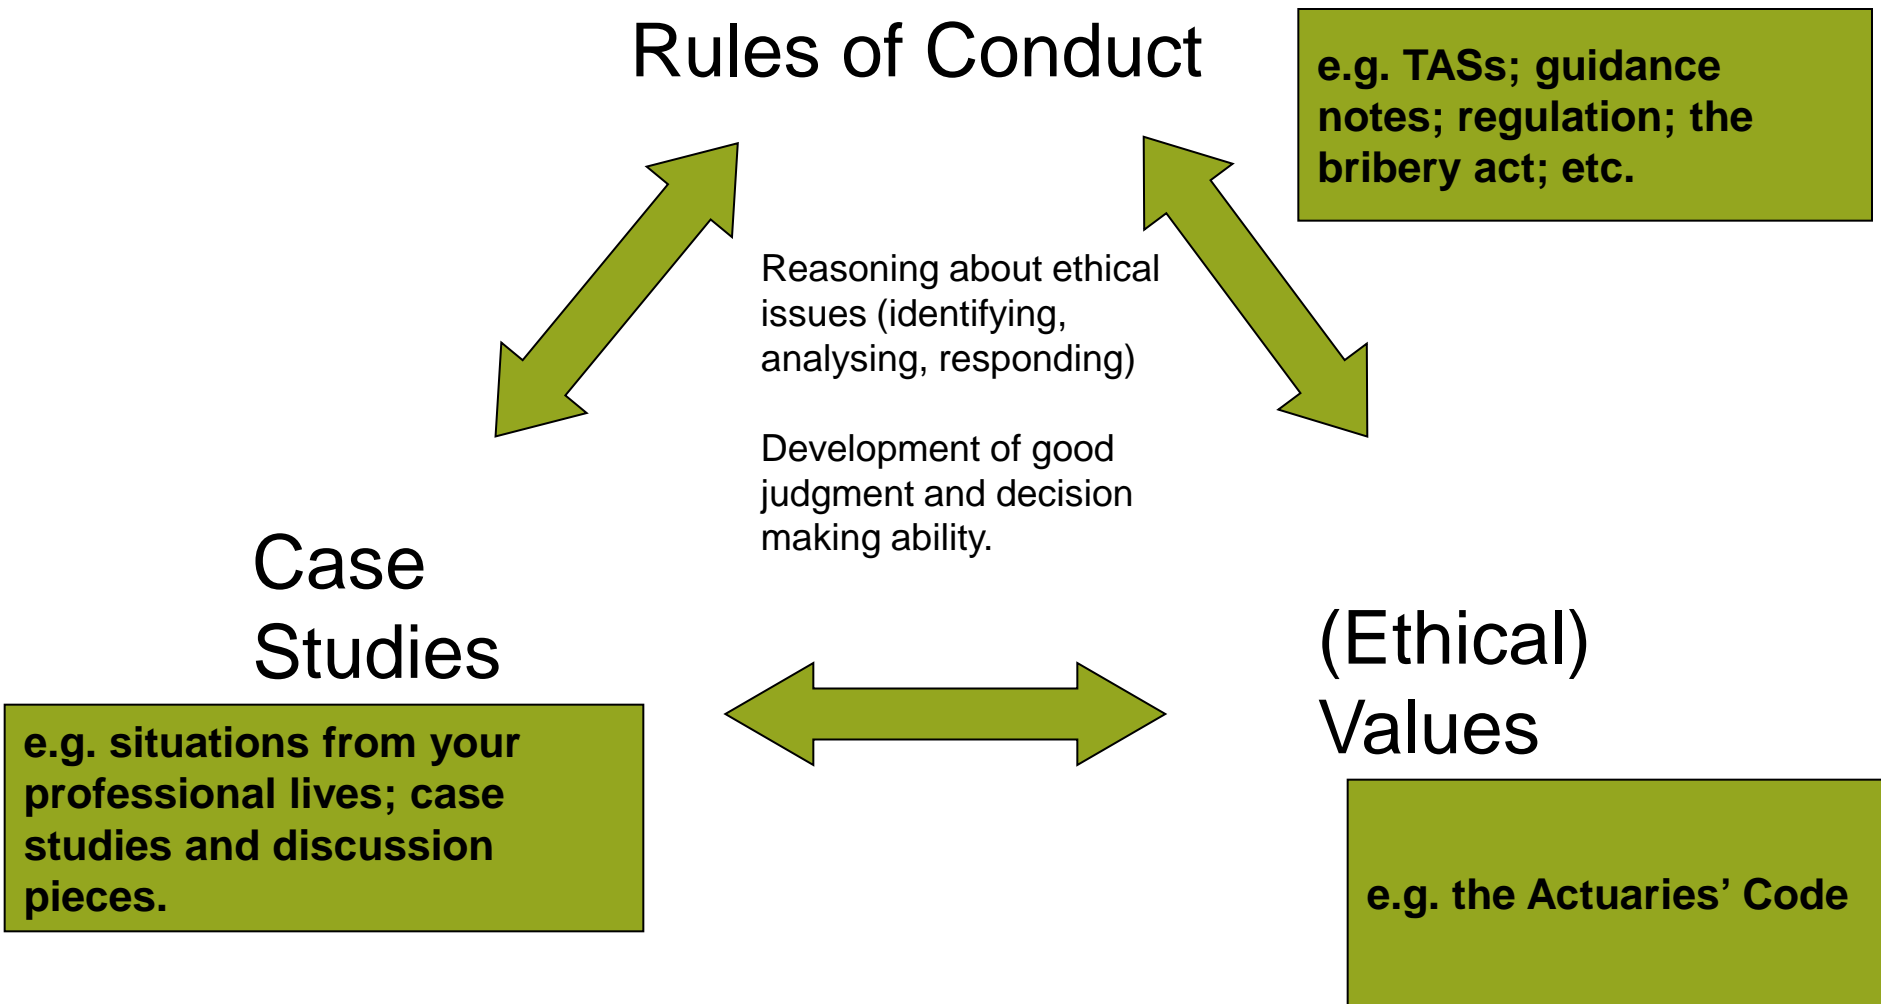 Rules of Conduct
e.g. TASs; guidance
notes; regulation; the
bribery act; etc.
Reasoning about ethical
issues (identifying,
analysing, responding)
Development of good
judgment and decision
making ability.
Case
Studies
e.g. situations from your
professional lives; case
studies and discussion
pieces.
(Ethical)
Values
e.g. the Actuaries’ Code